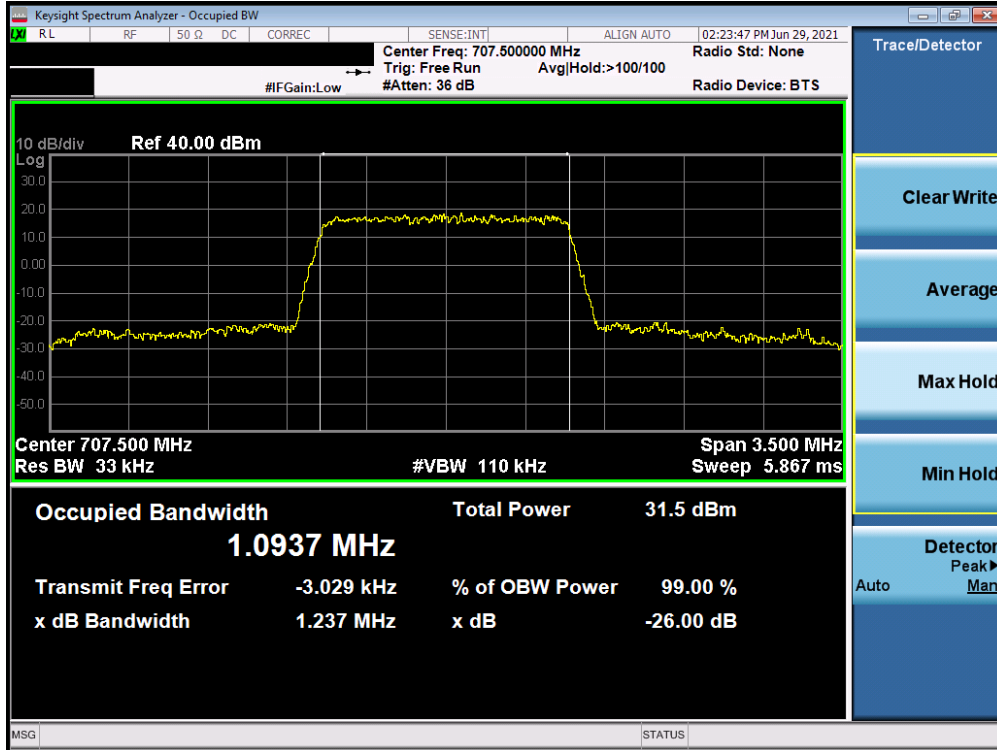 Keysight Spectrum Analyzer - Occupied BW
LXI RL RF 50 Ω DC CORREC SENSE:INT ALIGN AUTO 02:23:47 PM Jun 29, 2021
Center Freq: 707.500000 MHz Radio Std: None
Trig: Free Run Avg|Hold:>100/100
#IFGain:Low #Atten: 36 dB Radio Device: BTS
10 dB/div Ref 40.00 dBm
Log
30.0
20.0
10.0
0.00
-10.0
-20.0
-30.0
-40.0
-50.0
Center 707.500 MHz Span 3.500 MHz
Res BW 33 kHz #VBW 110 kHz Sweep 5.867 ms
Occupied Bandwidth Total Power 31.5 dBm
1.0937 MHz
Transmit Freq Error -3.029 kHz % of OBW Power 99.00 %
x dB Bandwidth 1.237 MHz x dB -26.00 dB
MSG STATUS
Trace/Detector
Clear Write
Average
Max Hold
Min Hold
Detector
Peak▶
Auto Man